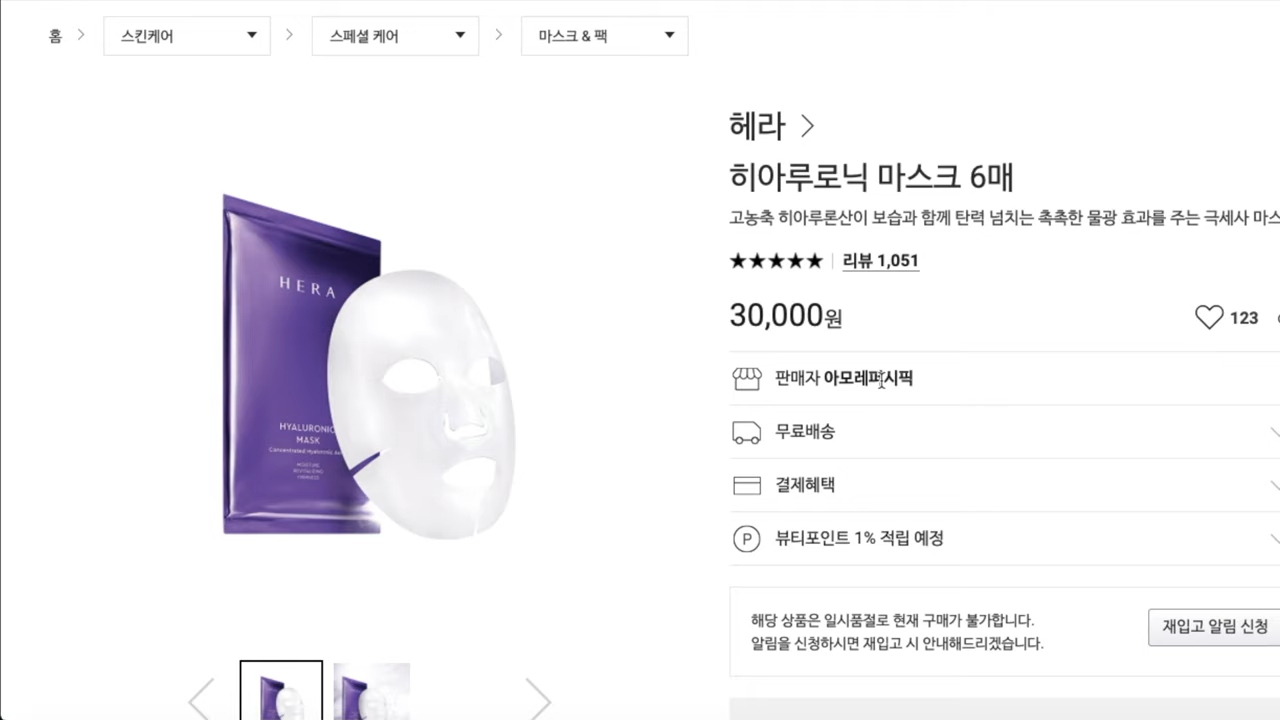 홈
스킨케어
스페셜 케어
마스크 & 팩
헤라
히아루로닉 마스크 6매
고농축 히아루론산이 보습과 함께 탄력 넘치는 촉촉한 물광 효과를 주는 극세사 마스
★★★★★ 리뷰 1,051
30,000원
123
판매자 아모레퍼시픽
무료배송
결제혜택
P 뷰티포인트 1% 적립 예정
해당 상품은 일시품절로 현재 구매가 불가합니다.
알림을 신청하시면 재입고 시 안내해드리겠습니다.
재입고 알림 신청
HERA
HYALURONIC
MASK
Concentrated Hyaluronic
MOISTURE
REVITALIZING
FIRMNESS